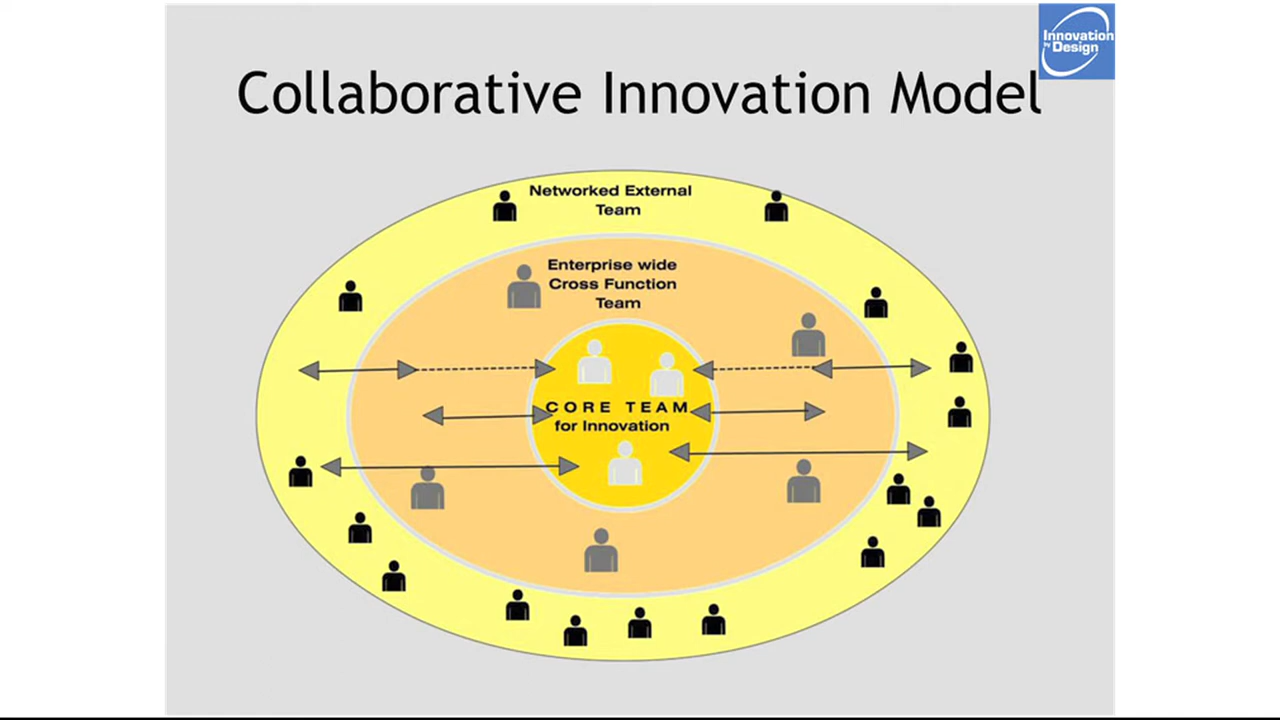 Innovation
by Design
Collaborative Innovation Model
Networked External
Team
Enterprise wide
Cross Function
Team
CORE TEAM
for Innovation